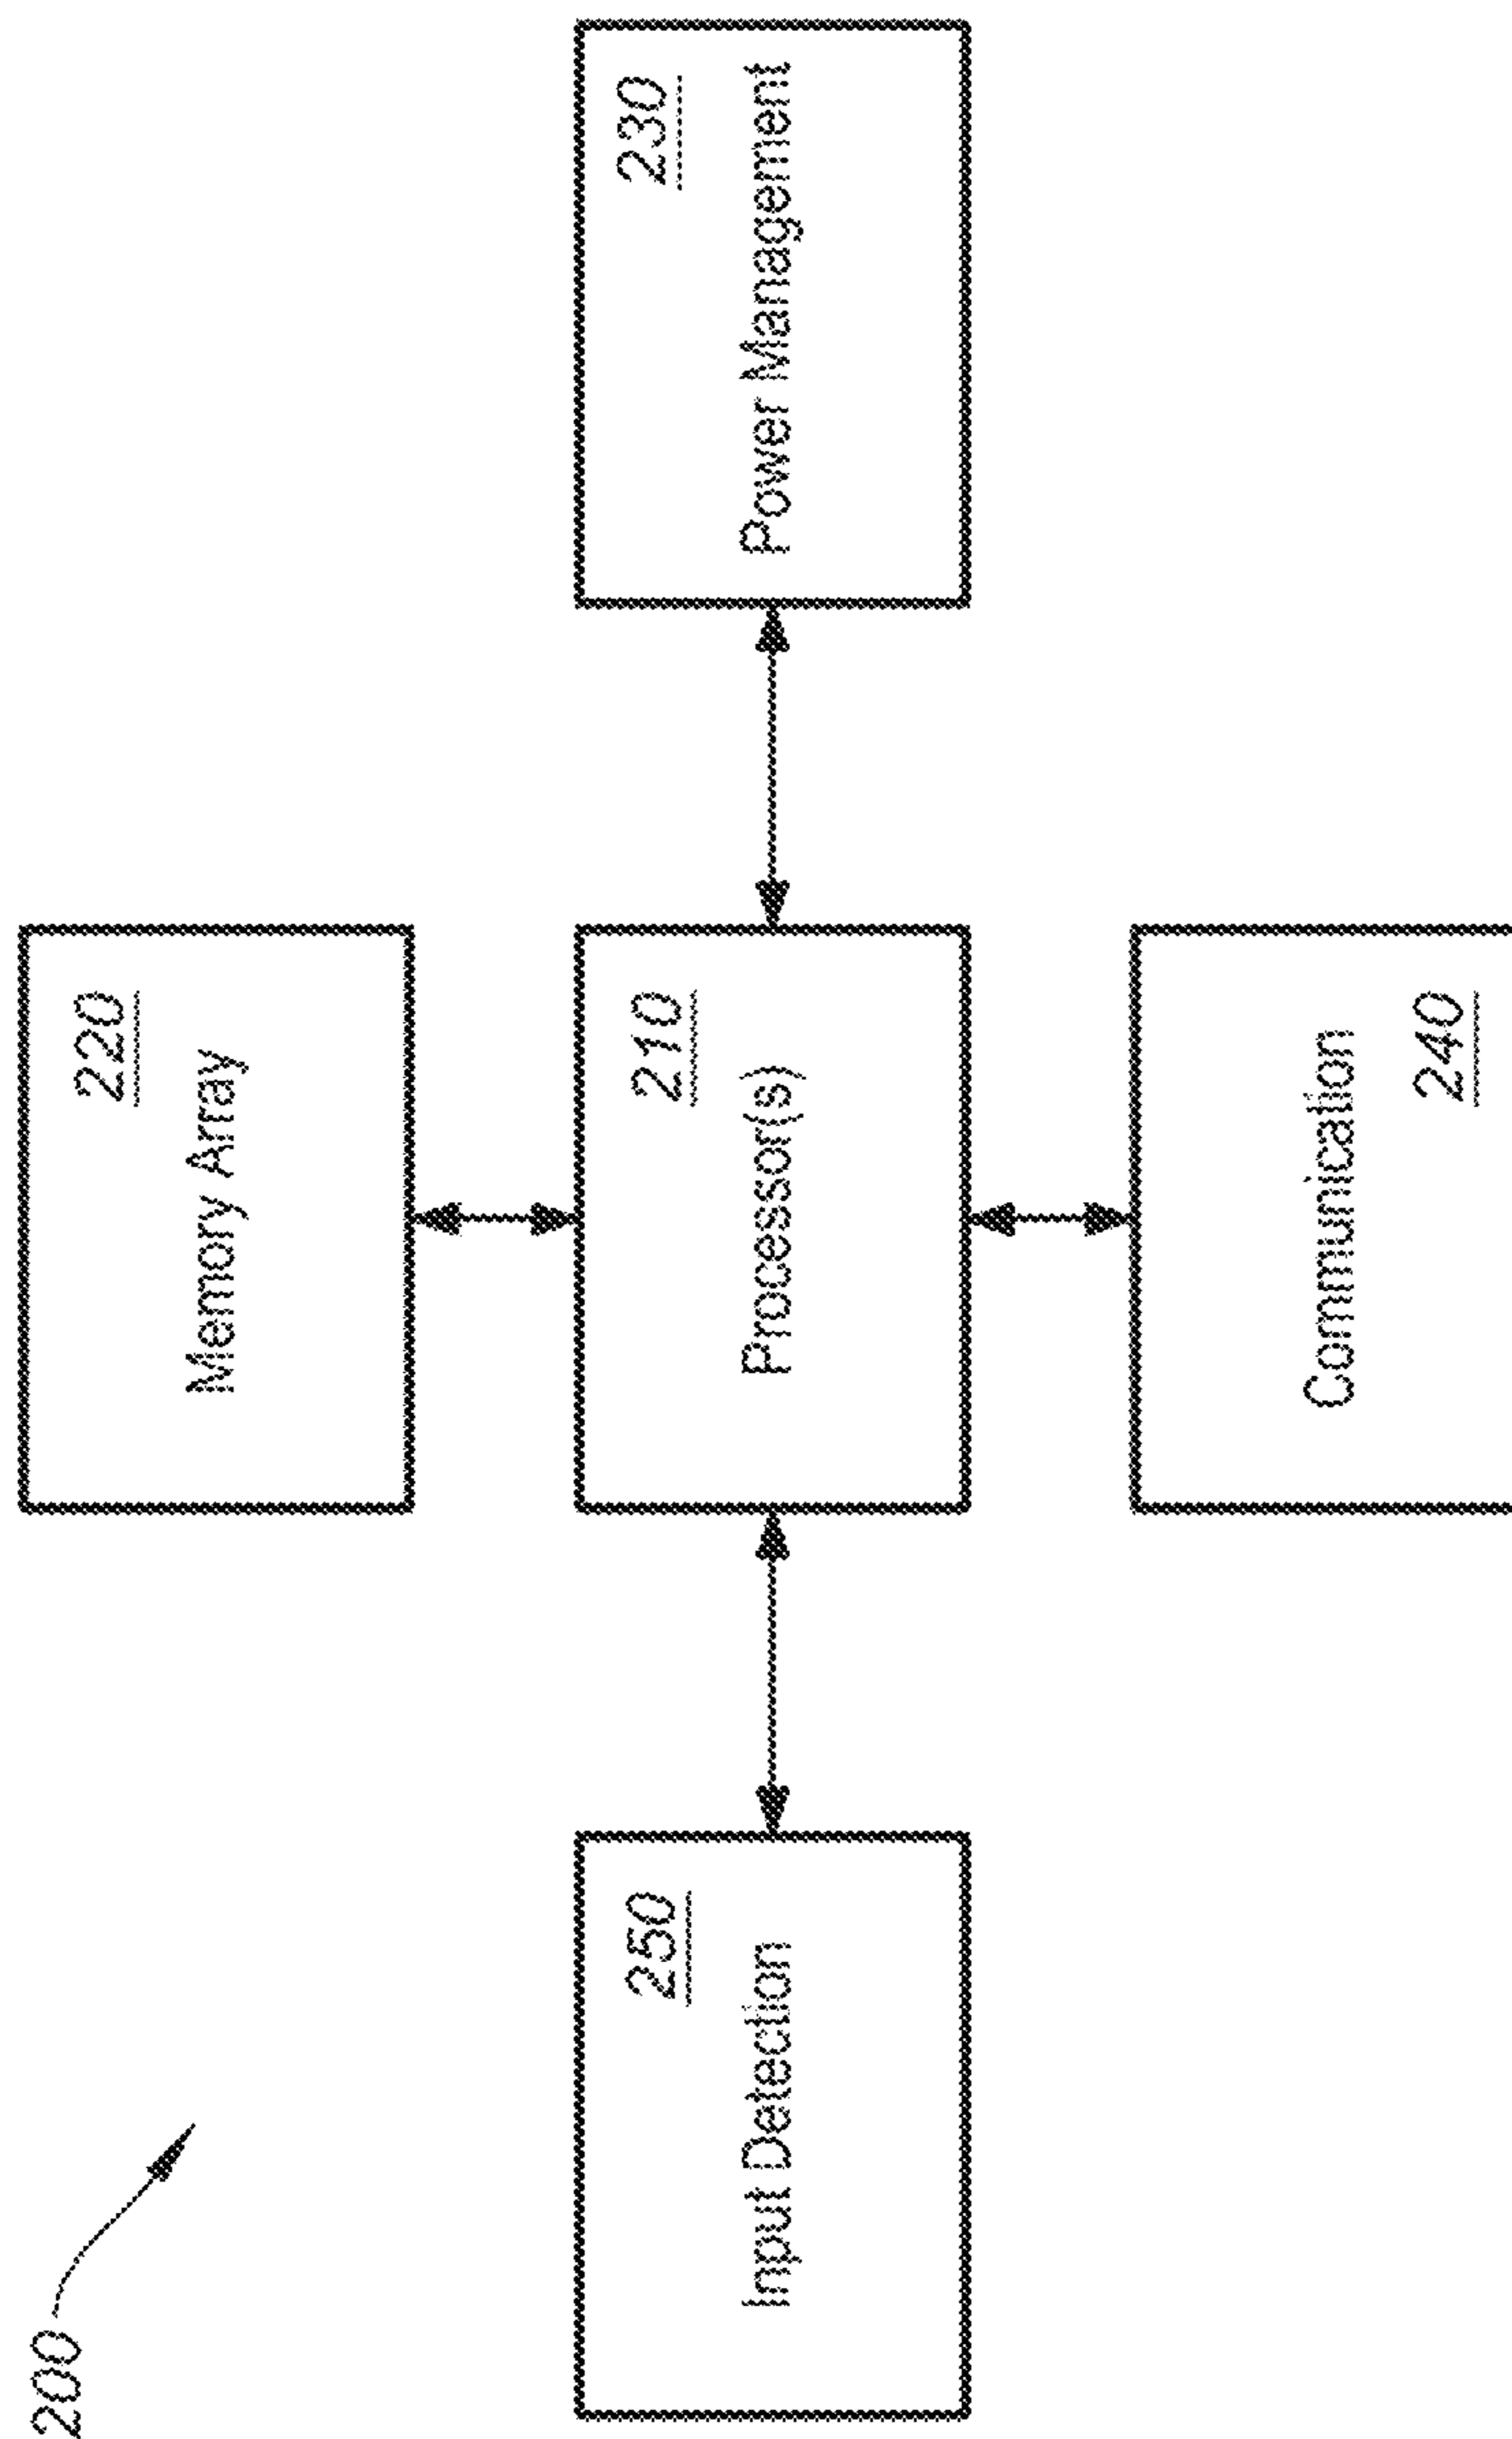 200
220
Memory Array
250
Input Detection
210
Processor(s)
230
Power Management
Communication
240